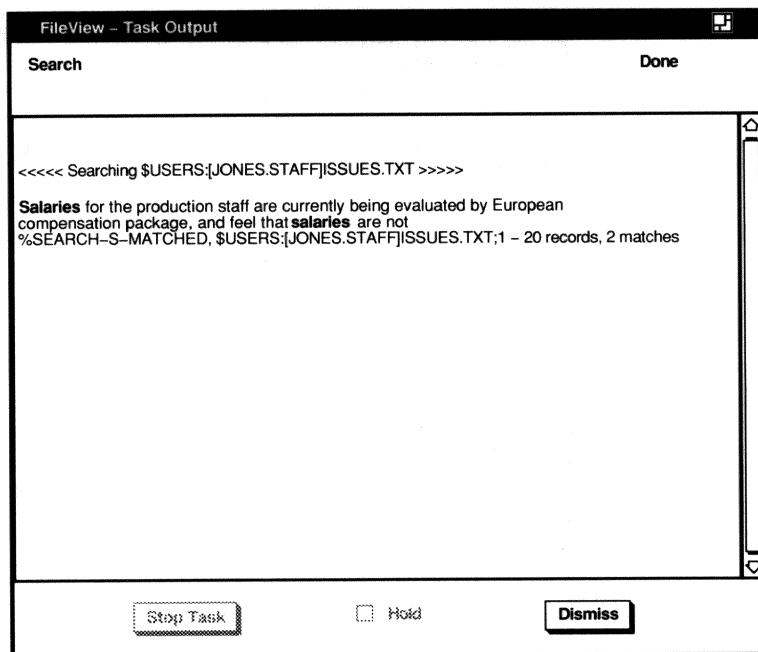 FileView – Task Output
Search Done
<<<<< Searching $USERS:[JONES.STAFF]ISSUES.TXT >>>>>
Salaries for the production staff are currently being evaluated by European
compensation package, and feel that salaries are not
%SEARCH–S–MATCHED, $USERS:[JONES.STAFF]ISSUES.TXT;1 – 20 records, 2 matches
Stop Task Hold Dismiss